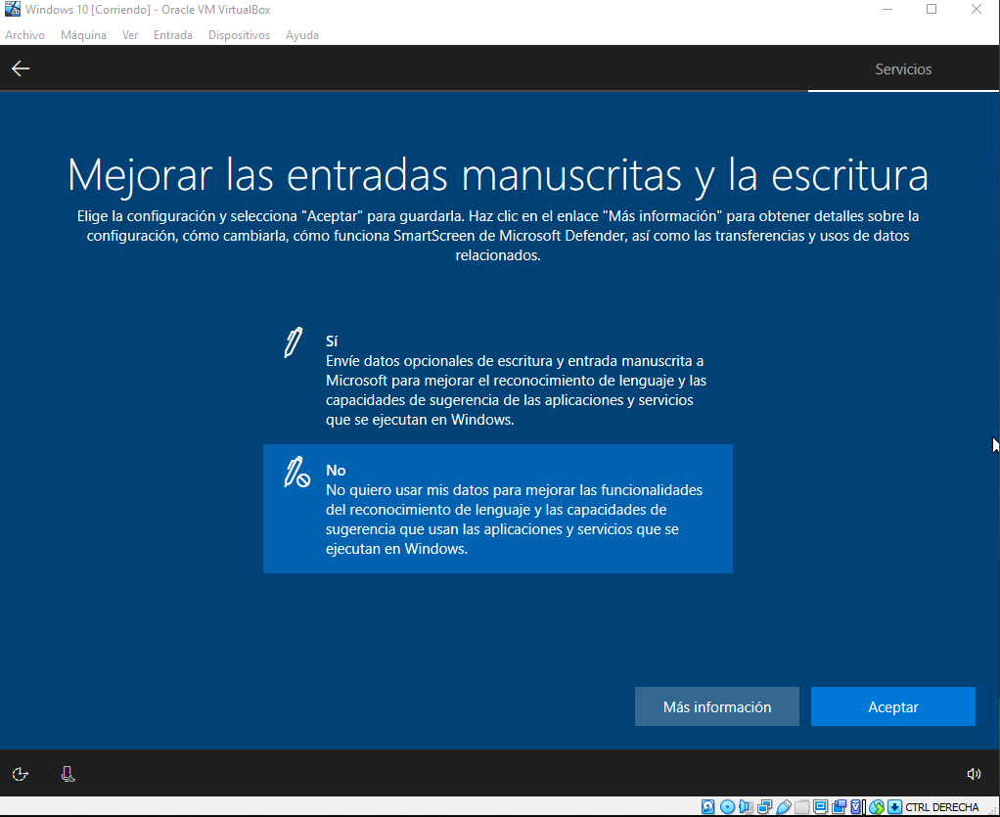 Windows 10 [Corriendo] - Oracle VM VirtualBox
Archivo Máquina Ver Entrada Dispositivos Ayuda
Servicios
Mejorar las entradas manuscritas y la escritura
Elige la configuración y selecciona "Aceptar" para guardarla. Haz clic en el enlace "Más información" para obtener detalles sobre la
configuración, cómo cambiarla, cómo funciona SmartScreen de Microsoft Defender, así como las transferencias y usos de datos
relacionados.
Sí
Envíe datos opcionales de escritura y entrada manuscrita a
Microsoft para mejorar el reconocimiento de lenguaje y las
capacidades de sugerencia de las aplicaciones y servicios
que se ejecutan en Windows.
No
No quiero usar mis datos para mejorar las funcionalidades
del reconocimiento de lenguaje y las capacidades de
sugerencia que usan las aplicaciones y servicios que se
ejecutan en Windows.
Más información Aceptar
CTRL DERECHA